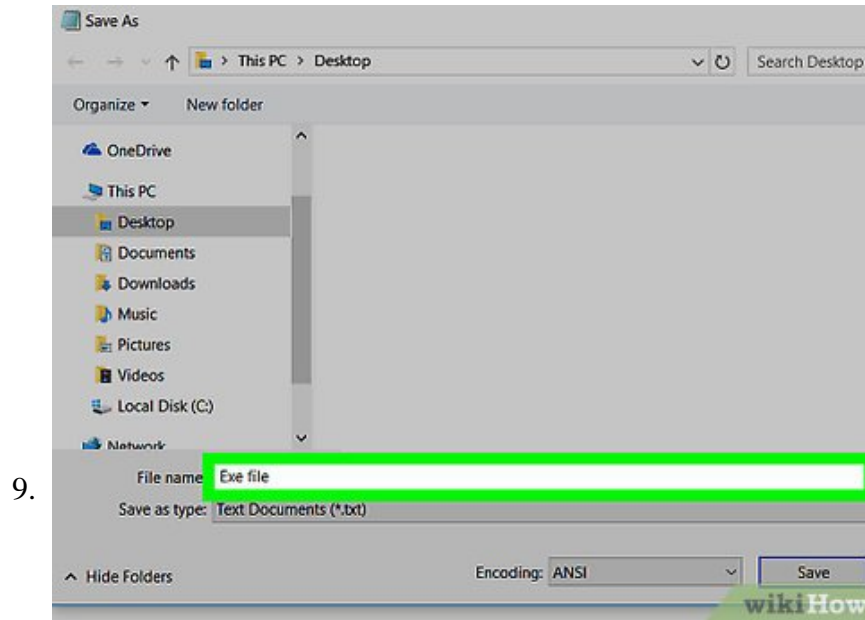 Save As
This PC > Desktop
Search Desktop
Organize
New folder
OneDrive
This PC
Desktop
Documents
Downloads
Music
Pictures
Videos
Local Disk (C:)
Network
9.
File name
Exe file
Save as type: Text Documents (*.txt)
Hide Folders
Encoding: ANSI
Save
wikiHow